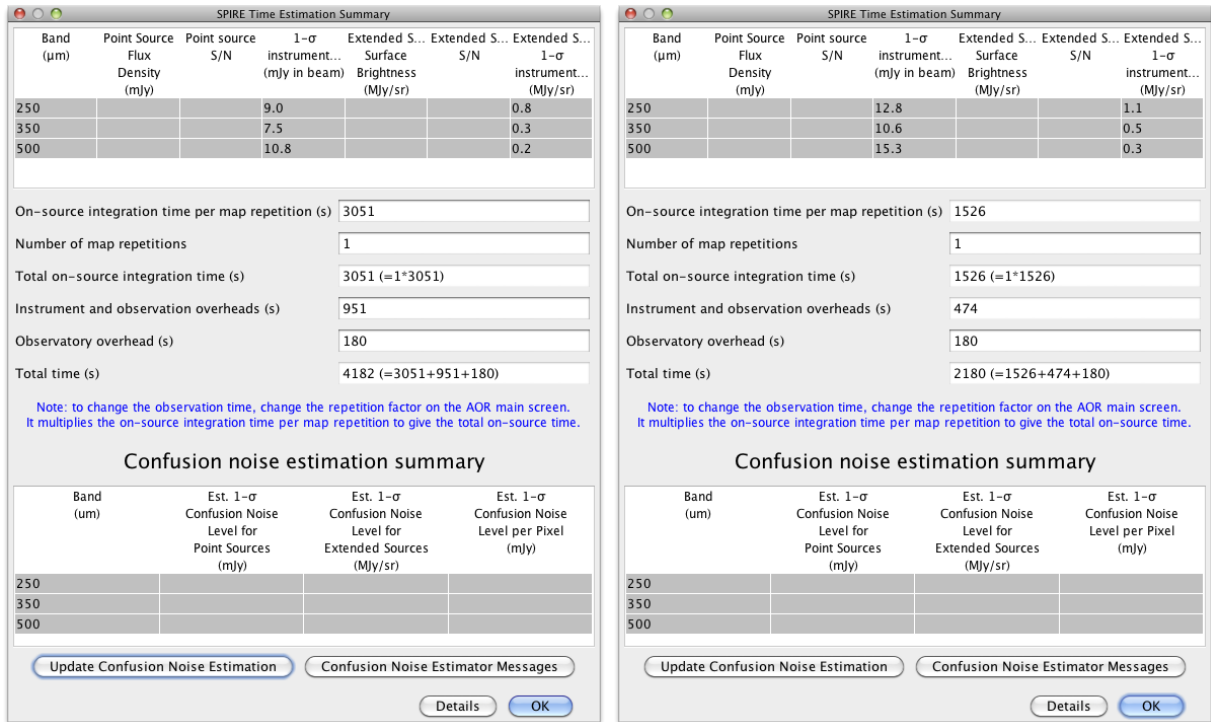 SPIRE Time Estimation Summary
Band Point Source Point source 1-σ Extended S... Extended S... Extended S...
(μm) Flux S/N instrument... Surface S/N 1-σ
Density (mJy in beam) Brightness instrument...
(mJy) (MJy/sr) (MJy/sr)
250 9.0 0.8
350 7.5 0.3
500 10.8 0.2
On-source integration time per map repetition (s) 3051
Number of map repetitions 1
Total on-source integration time (s) 3051 (=1*3051)
Instrument and observation overheads (s) 951
Observatory overhead (s) 180
Total time (s) 4182 (=3051+951+180)
Note: to change the observation time, change the repetition factor on the AOR main screen.
It multiplies the on-source integration time per map repetition to give the total on-source time.
Confusion noise estimation summary
Band Est. 1-σ Est. 1-σ Est. 1-σ
(um) Confusion Noise Confusion Noise Confusion Noise
Level for Level for Level per Pixel
Point Sources Extended Sources (mJy)
(mJy) (MJy/sr)
250
350
500
Update Confusion Noise Estimation Confusion Noise Estimator Messages
Details OK
SPIRE Time Estimation Summary
Band Point Source Point source 1-σ Extended S... Extended S... Extended S...
(μm) Flux S/N instrument... Surface S/N 1-σ
Density (mJy in beam) Brightness instrument...
(mJy) (MJy/sr) (MJy/sr)
250 12.8 1.1
350 10.6 0.5
500 15.3 0.3
On-source integration time per map repetition (s) 1526
Number of map repetitions 1
Total on-source integration time (s) 1526 (=1*1526)
Instrument and observation overheads (s) 474
Observatory overhead (s) 180
Total time (s) 2180 (=1526+474+180)
Note: to change the observation time, change the repetition factor on the AOR main screen.
It multiplies the on-source integration time per map repetition to give the total on-source time.
Confusion noise estimation summary
Band Est. 1-σ Est. 1-σ Est. 1-σ
(um) Confusion Noise Confusion Noise Confusion Noise
Level for Level for Level per Pixel
Point Sources Extended Sources (mJy)
(mJy) (MJy/sr)
250
350
500
Update Confusion Noise Estimation Confusion Noise Estimator Messages
Details OK